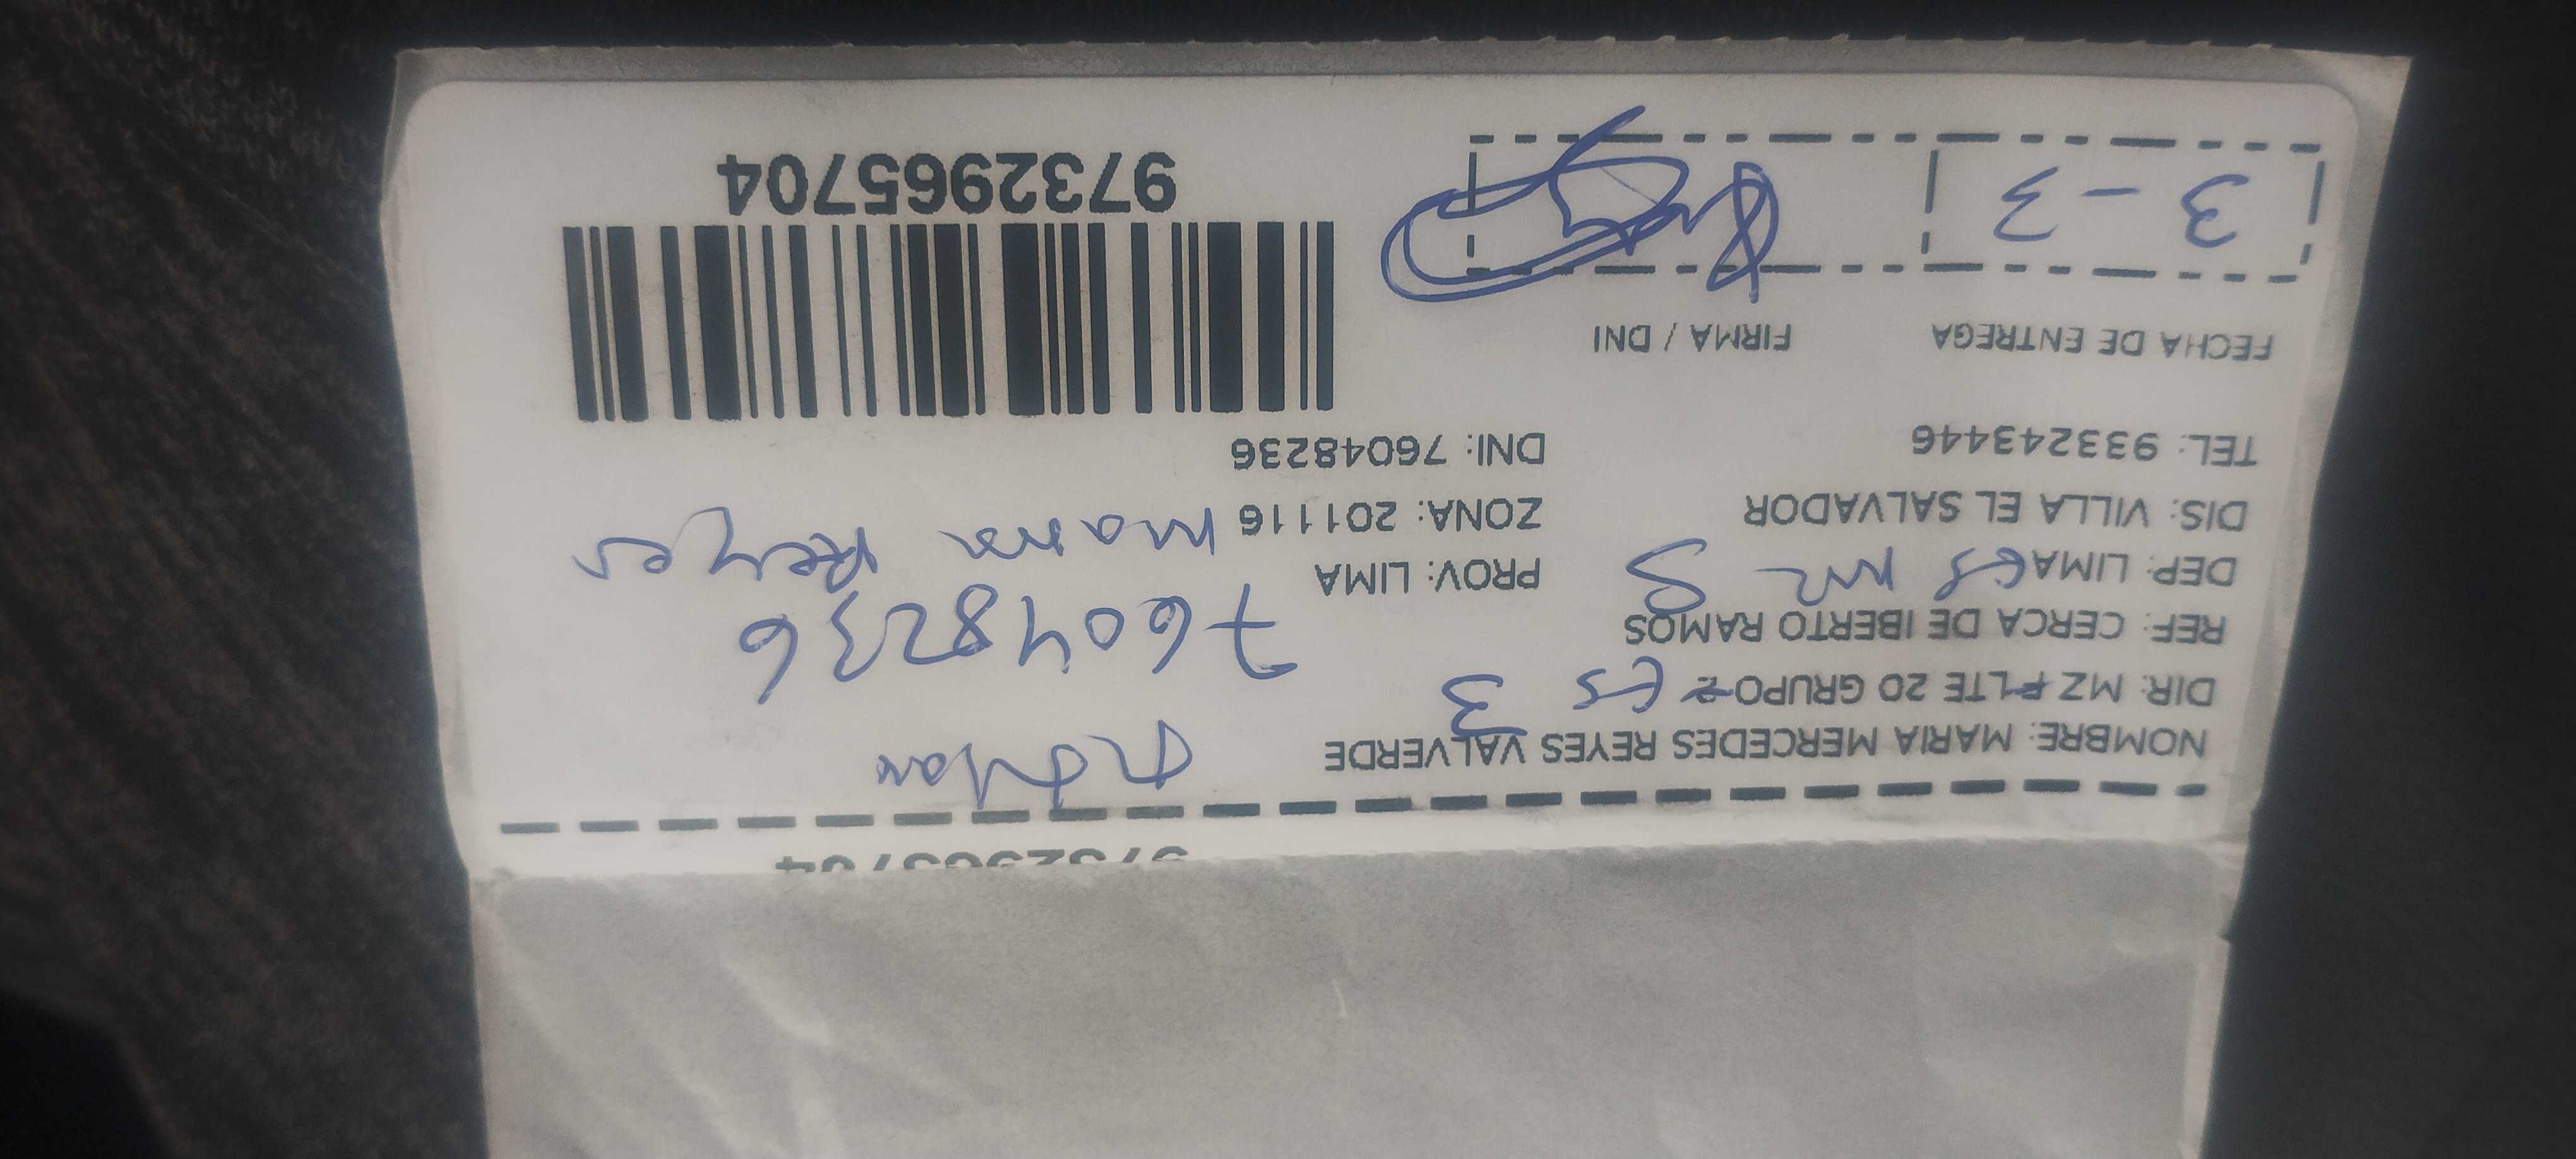 NOMBRE: MARIA MERCEDES REYES VALVERDE
DIR: MZ F LTE 20 GRUPO 2
3
REF: CERCA DE IBERTO RAMOS
76048236
DEP: LIMA PROV: LIMA
Maria Reyes
DIS: VILLA EL SALVADOR ZONA: 201116
TEL: 933243446 DNI: 76048236
FECHA DE ENTREGA FIRMA / DNI
3-3
9732965704